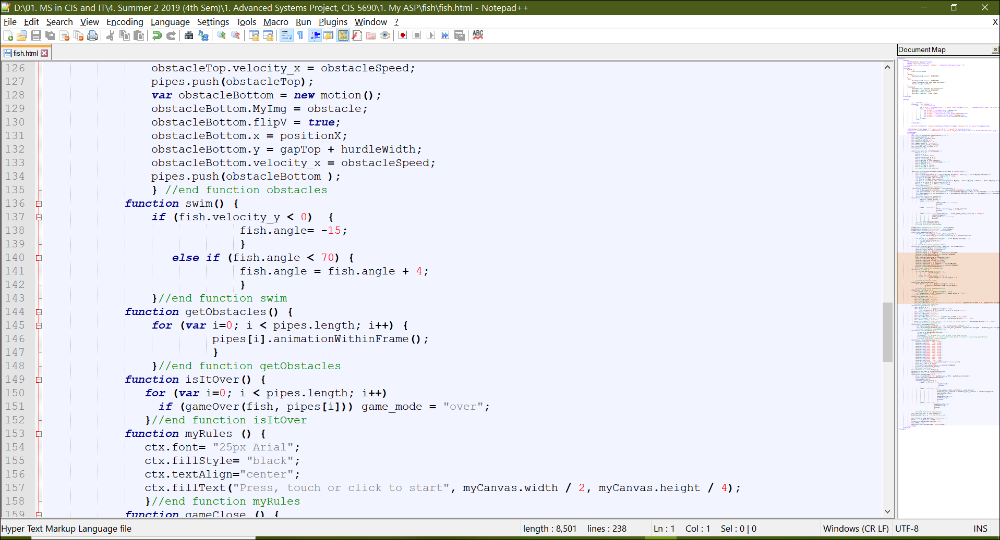 D:\01. MS in CIS and IT\4. Summer 2 2019 (4th Sem)\1. Advanced Systems Project, CIS 5690\1. My ASP\fish\fish.html - Notepad++
File Edit Search View Encoding Language Settings Tools Macro Run Plugins Window ? X
ABC
fish.html
Document Map
126 obstacleTop.velocity_x = obstacleSpeed;
127 pipes.push(obstacleTop);
128 var obstacleBottom = new motion();
129 obstacleBottom.MyImg = obstacle;
130 obstacleBottom.flipV = true;
131 obstacleBottom.x = positionX;
132 obstacleBottom.y = gapTop + hurdleWidth;
133 obstacleBottom.velocity_x = obstacleSpeed;
134 pipes.push(obstacleBottom );
135 } //end function obstacles
136 function swim() {
137 if (fish.velocity_y < 0)  {
138 fish.angle= -15;
139 }
140 else if (fish.angle < 70) {
141 fish.angle = fish.angle + 4;
142 }
143 }//end function swim
144 function getObstacles() {
145 for (var i=0; i < pipes.length; i++) {
146 pipes[i].animationWithinFrame();
147 }
148 }//end function getObstacles
149 function isItOver() {
150 for (var i=0; i < pipes.length; i++)
151 if (gameOver(fish, pipes[i])) game_mode = "over";
152 }//end function isItOver
153 function myRules () {
154 ctx.font= "25px Arial";
155 ctx.fillStyle= "black";
156 ctx.textAlign="center";
157 ctx.fillText("Press, touch or click to start", myCanvas.width / 2, myCanvas.height / 4);
158 }//end function myRules
159 function gameClose () {
Hyper Text Markup Language file length : 8,501 lines : 238 Ln : 1 Col : 1 Sel : 0 | 0 Windows (CR LF) UTF-8 INS